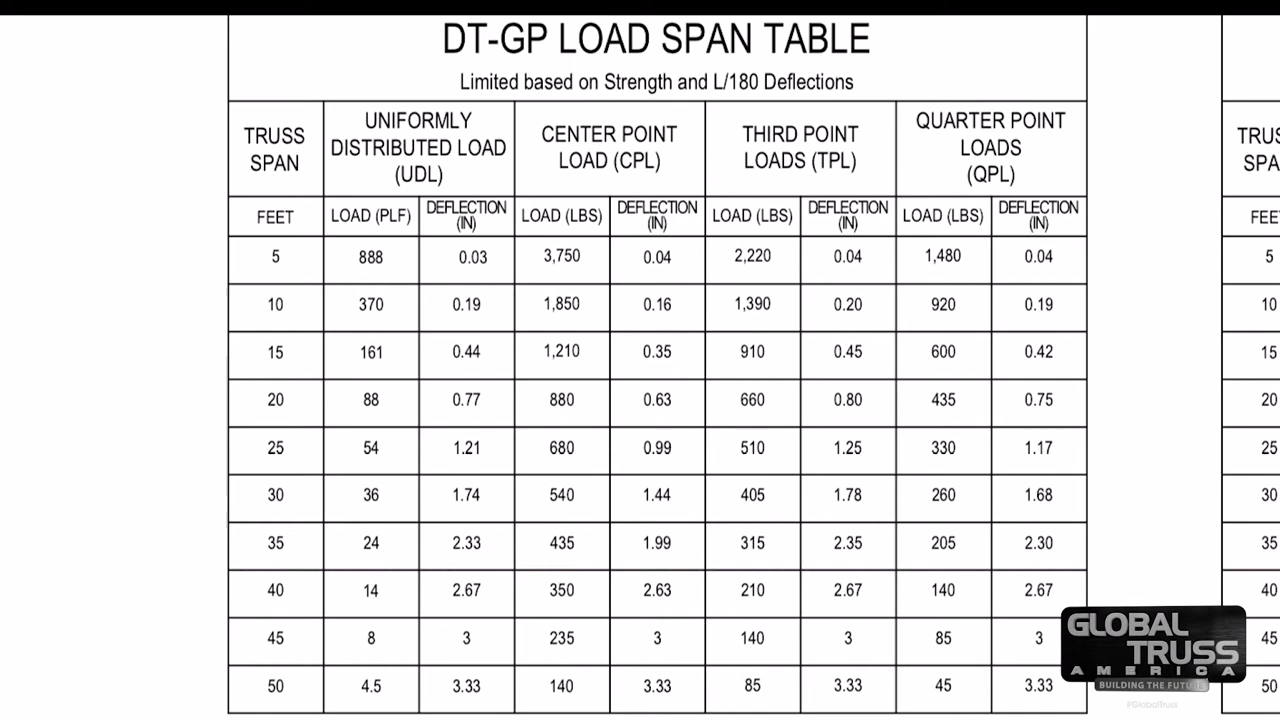 DT-GP LOAD SPAN TABLE
Limited based on Strength and L/180 Deflections
TRUSS SPAN UNIFORMLY DISTRIBUTED LOAD (UDL) CENTER POINT LOAD (CPL) THIRD POINT LOADS (TPL) QUARTER POINT LOADS (QPL)
FEET LOAD (PLF) DEFLECTION (IN) LOAD (LBS) DEFLECTION (IN) LOAD (LBS) DEFLECTION (IN) LOAD (LBS) DEFLECTION (IN)
5 888 0.03 3,750 0.04 2,220 0.04 1,480 0.04 5
10 370 0.19 1,850 0.16 1,390 0.20 920 0.19 10
15 161 0.44 1,210 0.35 910 0.45 600 0.42 15
20 88 0.77 880 0.63 660 0.80 435 0.75 20
25 54 1.21 680 0.99 510 1.25 330 1.17 25
30 36 1.74 540 1.44 405 1.78 260 1.68 30
35 24 2.33 435 1.99 315 2.35 205 2.30 35
40 14 2.67 350 2.63 210 2.67 140 2.67 40
45 8 3 235 3 140 3 85 3 45
50 4.5 3.33 140 3.33 85 3.33 45 3.33 50
GLOBAL
TRUSS
AMERICA
BUILDING THE FUTURE
#GlobalTruss